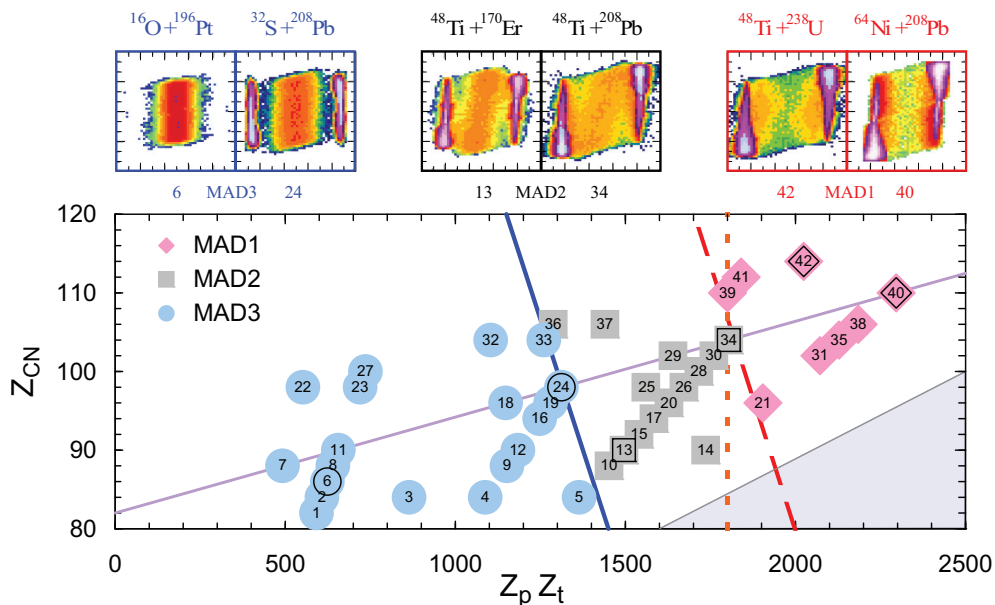 ¹⁶O+¹⁹⁶Pt ³²S+²⁰⁸Pb ⁴⁸Ti+¹⁷⁰Er ⁴⁸Ti+²⁰⁸Pb ⁴⁸Ti+²³⁸U ⁶⁴Ni+²⁰⁸Pb
6 MAD3 24 13 MAD2 34 42 MAD1 40
120
MAD1 41 42
MAD2
110 39 40
MAD3 36 37 38
32 33 34 35
29 30 31
100 27 28
22 23 24 25 26
18 19 20 21
16 17
15
90 11 12 13 14
7 8 9 10
6
2 3 4 5
1
80
0 500 1000 1500 2000 2500
Z_CN
Z_p Z_t